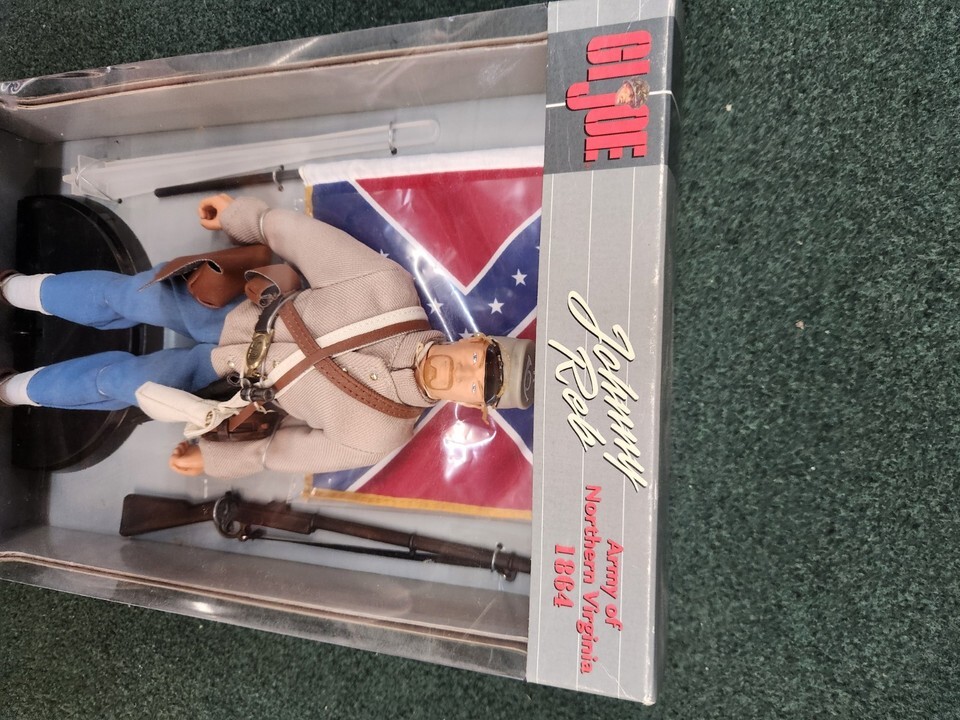 GI JOE
Johnny
Reb
Army of
Northern Virginia
1864